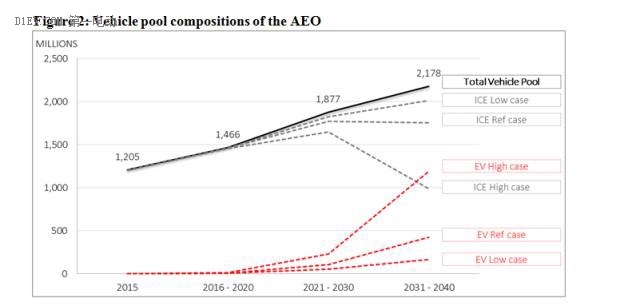 Figure 2: Vehicle pool compositions of the AEO
MILLIONS
2,500
2,000
1,500
1,000
500
0
1,205
1,466
1,877
2,178
Total Vehicle Pool
ICE Low case
ICE Ref case
EV High case
ICE High case
EV Ref case
EV Low case
2015
2016 - 2020
2021 - 2030
2031 - 2040